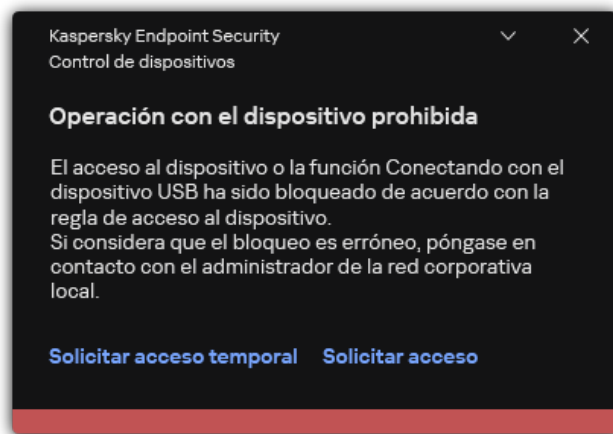 Kaspersky Endpoint Security
Control de dispositivos
Operación con el dispositivo prohibida
El acceso al dispositivo o la función Conectando con el
dispositivo USB ha sido bloqueado de acuerdo con la
regla de acceso al dispositivo.
Si considera que el bloqueo es erróneo, póngase en
contacto con el administrador de la red corporativa
local.
Solicitar acceso temporal Solicitar acceso